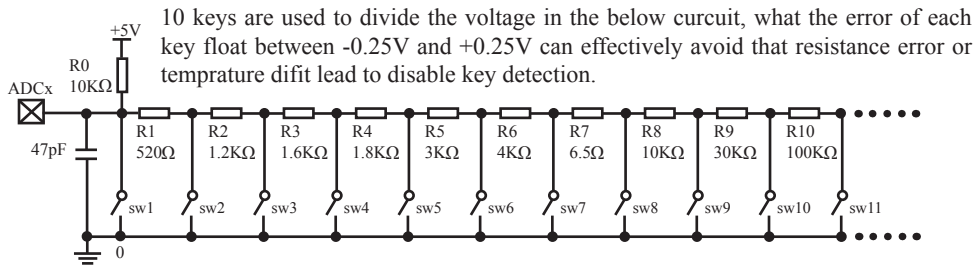 10 keys are used to divide the voltage in the below curcuit, what the error of each
key float between -0.25V and +0.25V can effectively avoid that resistance error or
temprature difit lead to disable key detection.
+5V
R0
10KΩ
ADCx
47pF
R1 R2 R3 R4 R5 R6 R7 R8 R9 R10
520Ω 1.2KΩ 1.6KΩ 1.8KΩ 3KΩ 4KΩ 6.5Ω 10KΩ 30KΩ 100KΩ
sw1 sw2 sw3 sw4 sw5 sw6 sw7 sw8 sw9 sw10 sw11
0